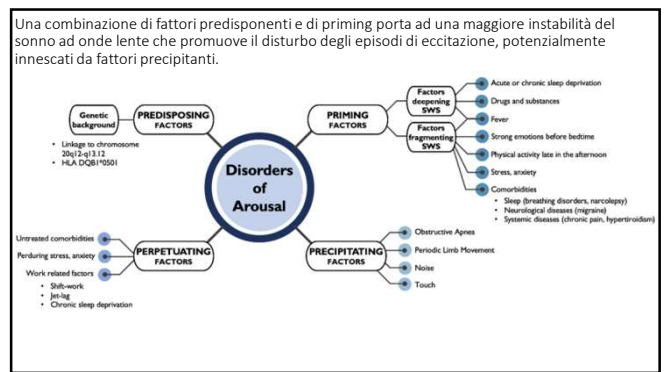 Una combinazione di fattori predisponenti e di priming porta ad una maggiore instabilità del
sonno ad onde lente che promuove il disturbo degli episodi di eccitazione, potenzialmente
innescati da fattori precipitanti.
Genetic
background
PREDISPOSING
FACTORS
• Linkage to chromosome
20q12-q13.12
• HLA DQB1*0501
PRIMING
FACTORS
Factors
deepening
SWS
Factors
fragmenting
SWS
Acute or chronic sleep deprivation
Drugs and substances
Fever
Strong emotions before bedtime
Physical activity late in the afternoon
Stress, anxiety
Comorbidities
• Sleep (breathing disorders, narcolepsy)
• Neurological diseases (migraine)
• Systemic diseases (chronic pain, hypertiroidism)
Disorders
of
Arousal
Untreated comorbidities
Perduring stress, anxiety
Work related factors
• Shift-work
• Jet-lag
• Chronic sleep deprivation
PERPETUATING
FACTORS
PRECIPITATING
FACTORS
Obstructive Apnea
Periodic Limb Movement
Noise
Touch